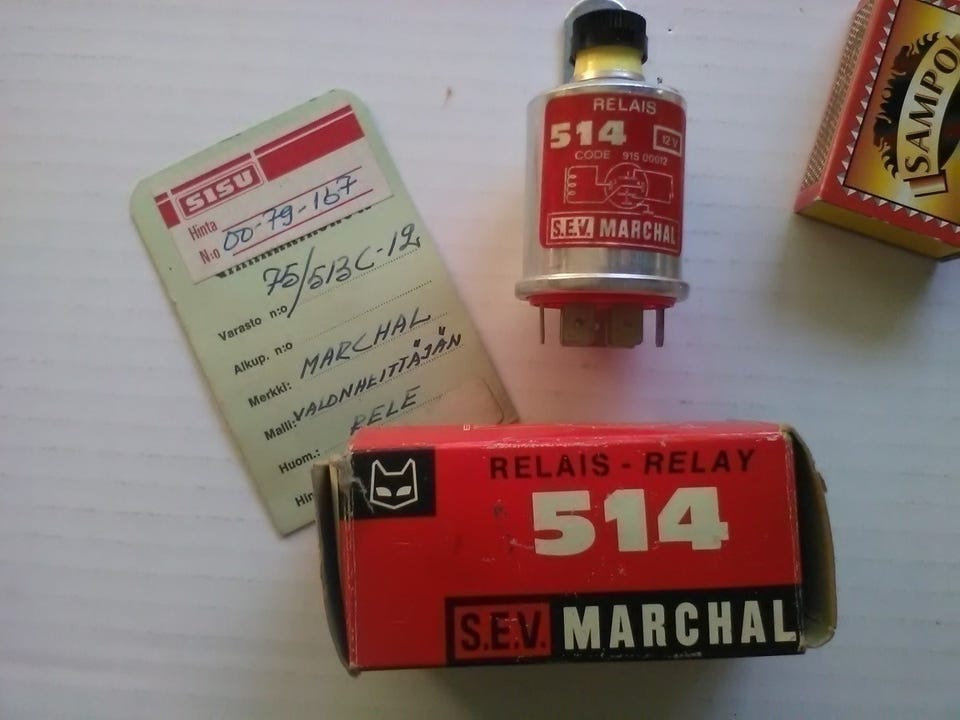 SISU
Hinta
N:o 00-79-167
75/513C-12
Varasto n:o
Alkup. n:o
Merkki: MARCHAL
Malli: VALONHEITTÄJÄN
Huom.: RELE
Hin
RELAIS
514 12 V
CODE 915 00012
S.E.V. MARCHAL
SAMPO
RELAIS - RELAY
514
S.E.V. MARCHAL